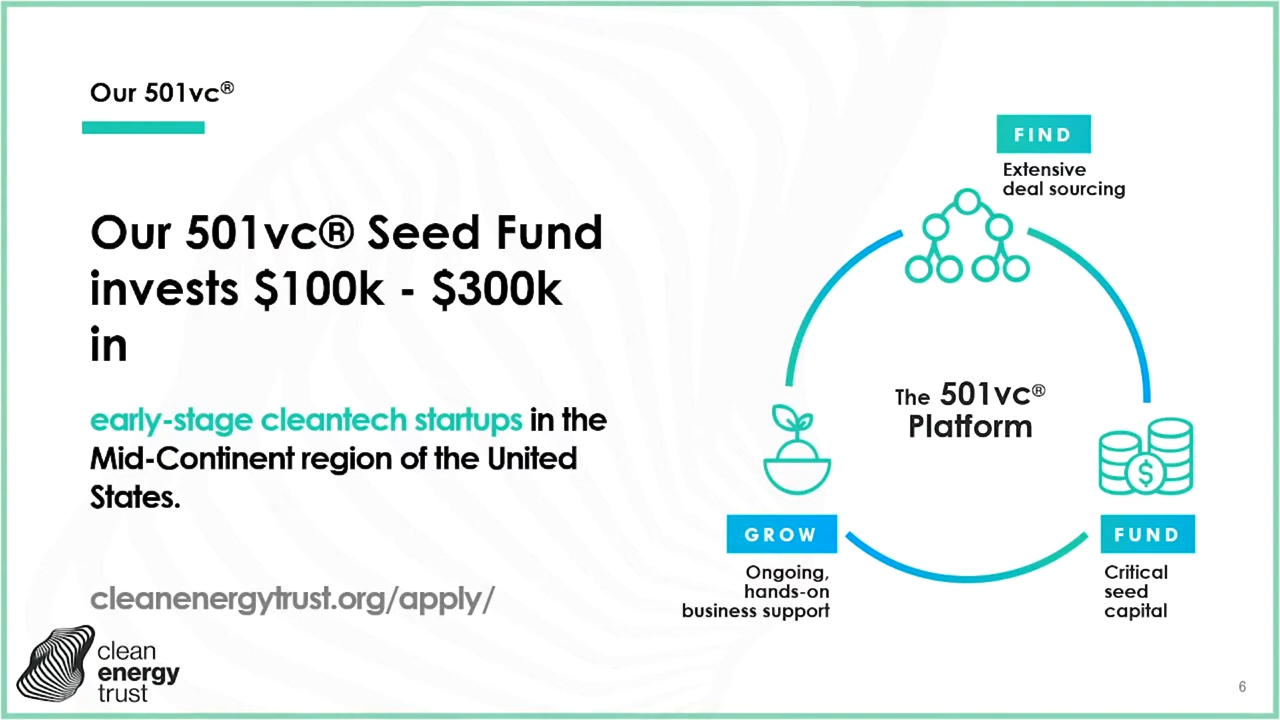 Our 501vc®
Our 501vc® Seed Fund
invests $100k - $300k
in
early-stage cleantech startups in the
Mid-Continent region of the United
States.
cleanenergytrust.org/apply/
clean
energy
trust
FIND
Extensive
deal sourcing
The 501vc®
Platform
$
GROW
Ongoing,
hands-on
business support
FUND
Critical
seed
capital
6